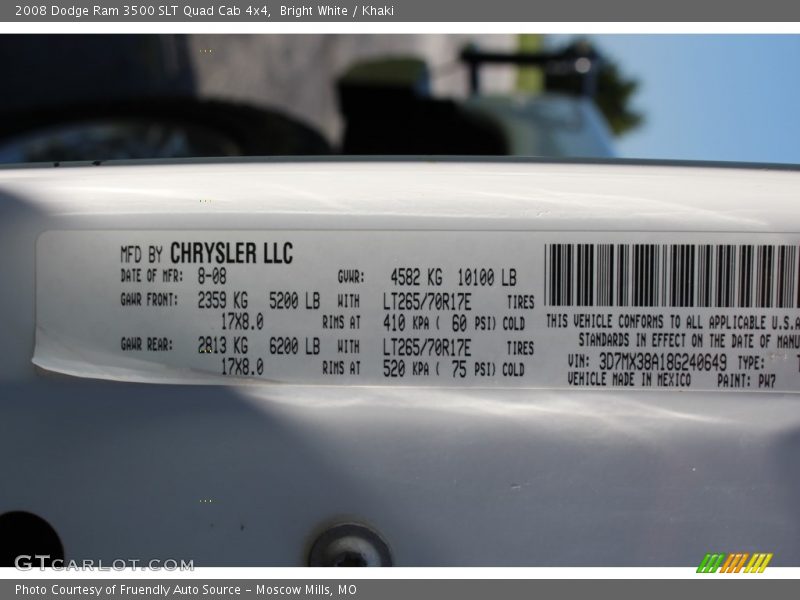 2008 Dodge Ram 3500 SLT Quad Cab 4x4, Bright White / Khaki
MFD BY CHRYSLER LLC
DATE OF MFR: 8-08 GVWR: 4582 KG 10100 LB
GAWR FRONT: 2359 KG 5200 LB WITH LT265/70R17E TIRES
17X8.0 RIMS AT 410 KPA ( 60 PSI) COLD
GAWR REAR: 2813 KG 6200 LB WITH LT265/70R17E TIRES
17X8.0 RIMS AT 520 KPA ( 75 PSI) COLD
THIS VEHICLE CONFORMS TO ALL APPLICABLE U.S.A
STANDARDS IN EFFECT ON THE DATE OF MANU
VIN: 3D7MX38A18G240649 TYPE: T
VEHICLE MADE IN MEXICO PAINT: PW7
GTCARLOT.COM
Photo Courtesy of Fruendly Auto Source - Moscow Mills, MO